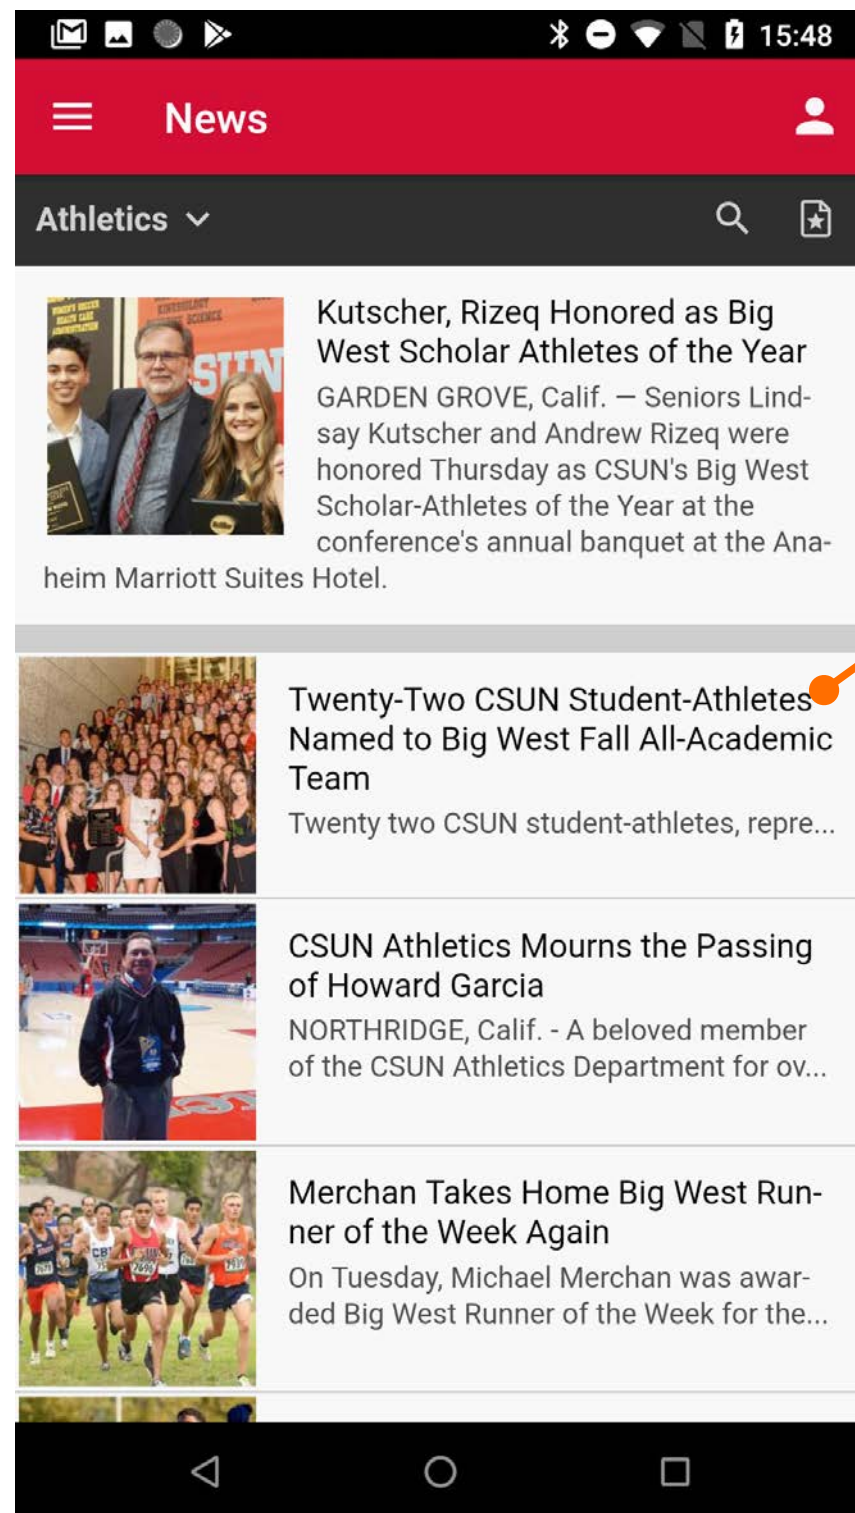 15:48
News
Athletics
KINESIOLOGY
SCIENCE
CSUN
Kutscher, Rizeq Honored as Big
West Scholar Athletes of the Year
GARDEN GROVE, Calif. — Seniors Lind-
say Kutscher and Andrew Rizeq were
honored Thursday as CSUN's Big West
Scholar-Athletes of the Year at the
conference's annual banquet at the Ana-
heim Marriott Suites Hotel.
Twenty-Two CSUN Student-Athletes
Named to Big West Fall All-Academic
Team
Twenty two CSUN student-athletes, repre...
CSUN Athletics Mourns the Passing
of Howard Garcia
NORTHRIDGE, Calif. - A beloved member
of the CSUN Athletics Department for ov...
Merchan Takes Home Big West Run-
ner of the Week Again
On Tuesday, Michael Merchan was awar-
ded Big West Runner of the Week for the...